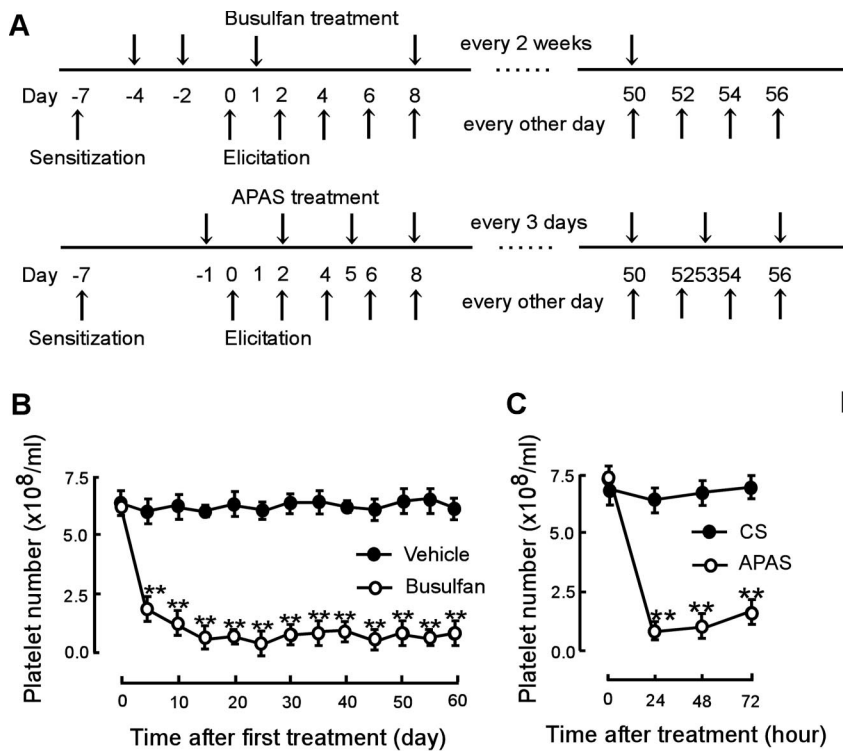 A
Busulfan treatment
every 2 weeks
Day -7 -4 -2 0 1 2 4 6 8 50 52 54 56
every other day
Sensitization Elicitation
APAS treatment
every 3 days
Day -7 -1 0 1 2 4 5 6 8 50 52 53 54 56
every other day
Sensitization Elicitation
B
Platelet number (x10⁸/ml)
7.5
5.0
2.5
0.0
Vehicle
Busulfan
** ** ** ** ** ** ** ** ** ** ** **
0 10 20 30 40 50 60
Time after first treatment (day)
C
Platelet number (x10⁸/ml)
7.5
5.0
2.5
0.0
CS
APAS
** ** **
0 24 48 72
Time after treatment (hour)